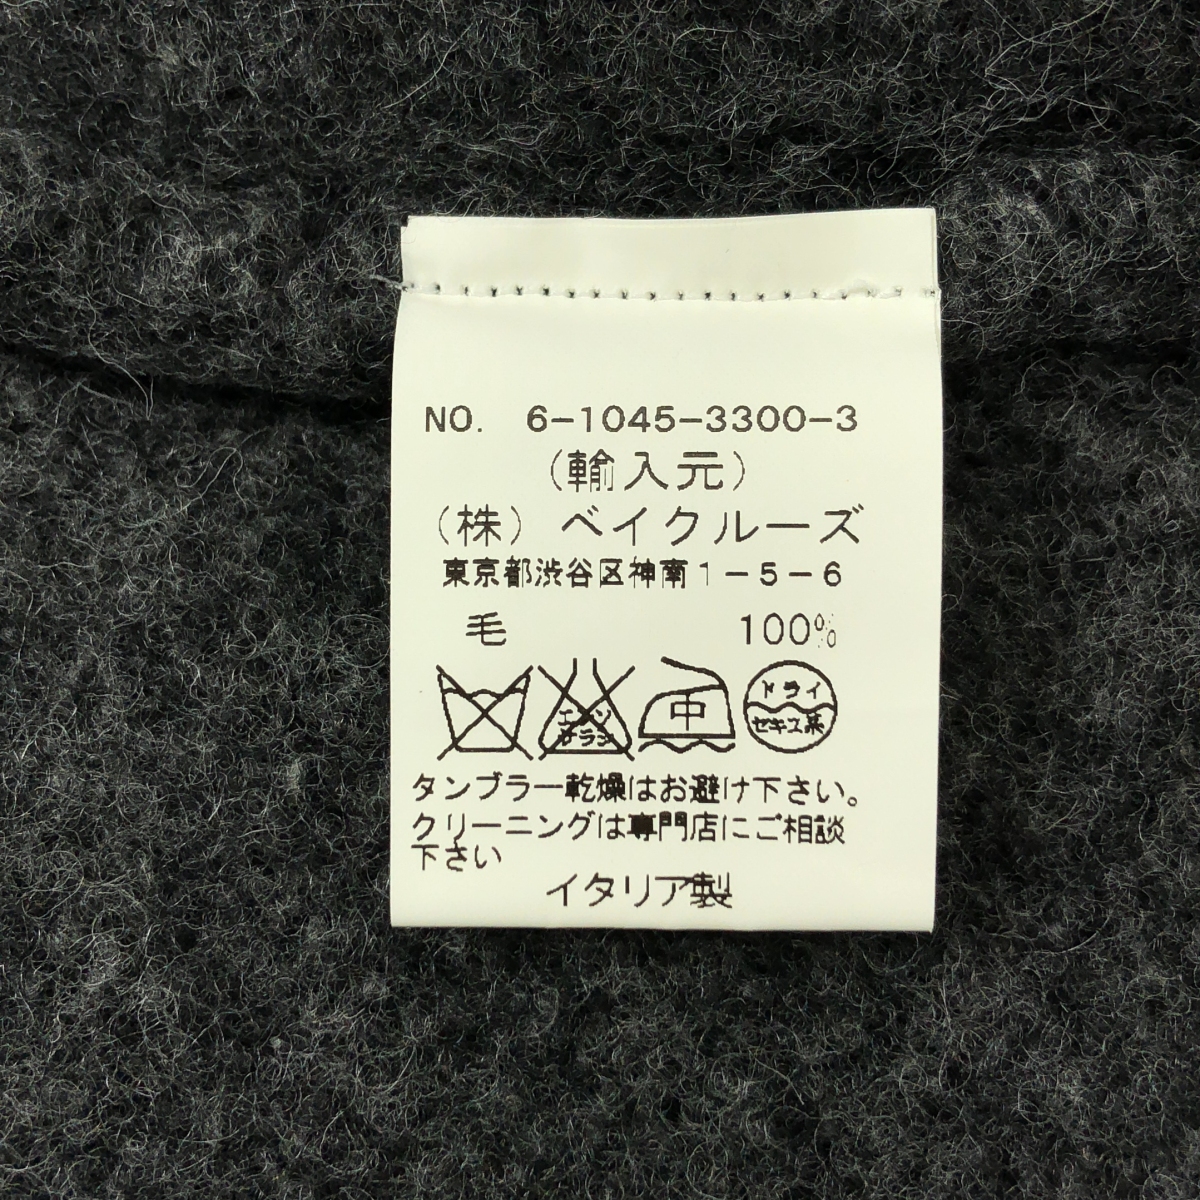 NO. 6-1045-3300-3
(輸入元)
(株) ベイクルーズ
東京都渋谷区神南1-5-6
毛 100%
エンソ サラシ 中 ドライ セキユ系
タンブラー乾燥はお避け下さい。
クリーニングは専門店にご相談
下さい
イタリア製